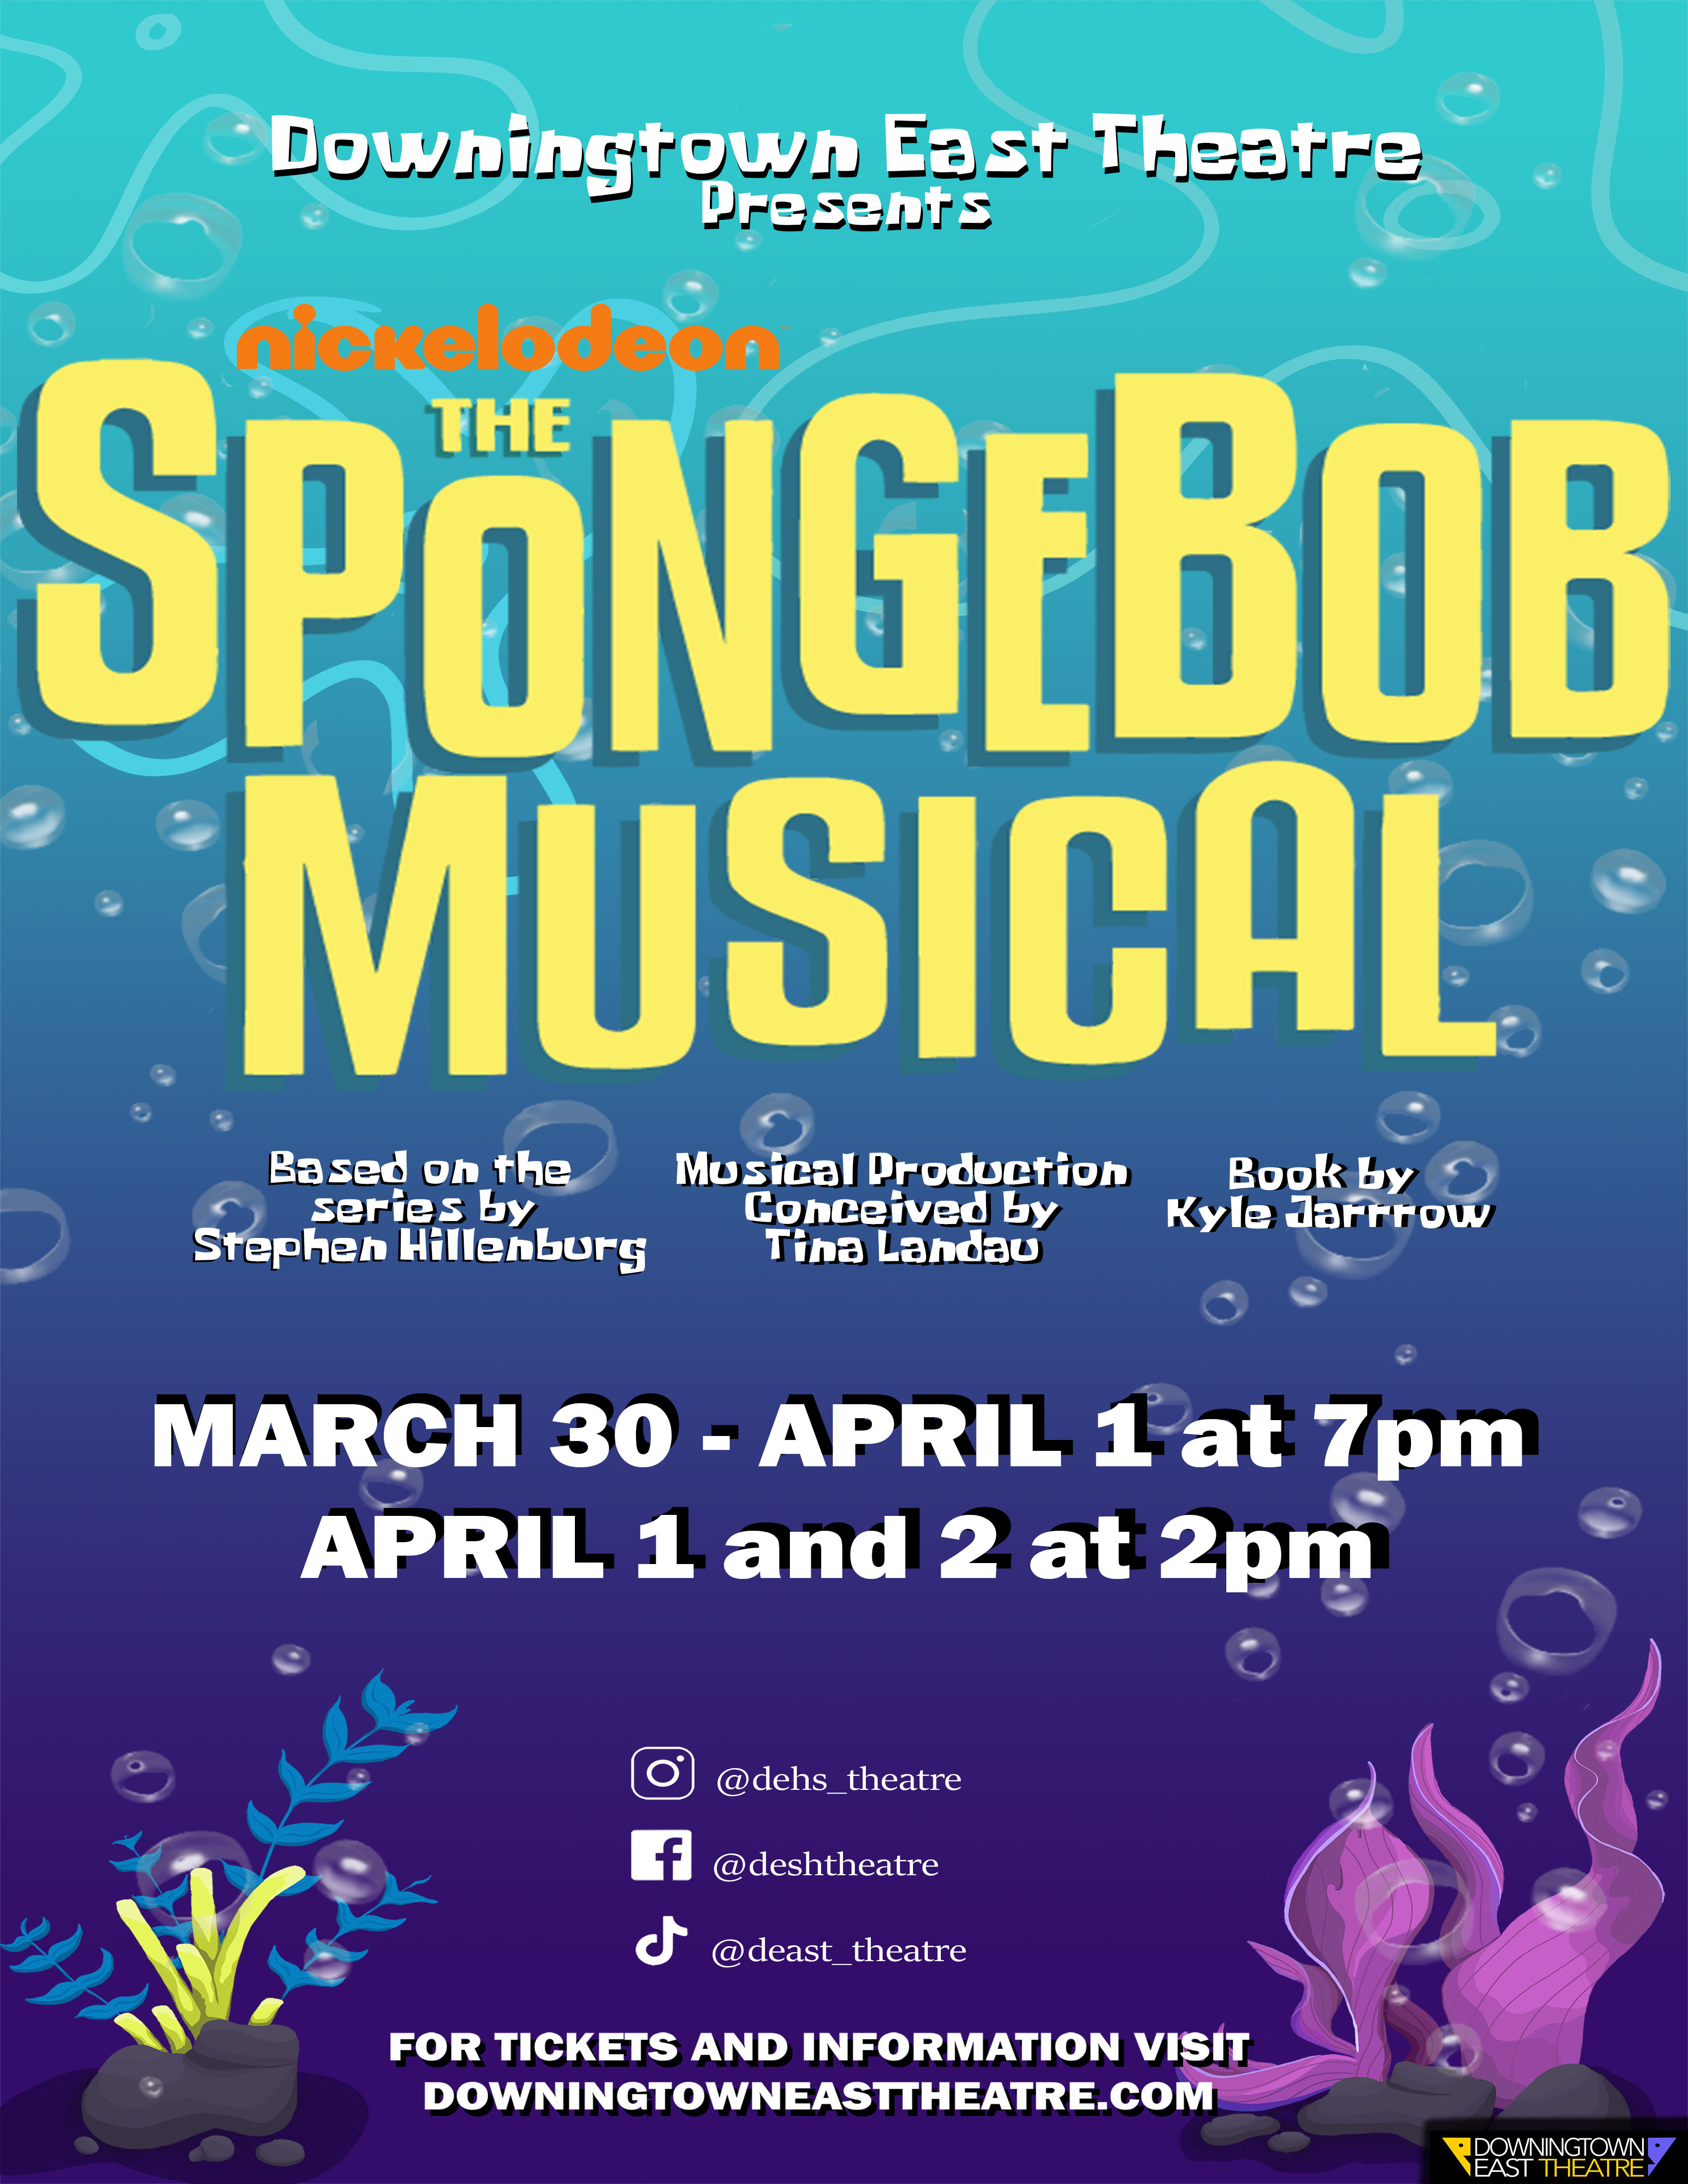 Downingtown East Theatre
Presents
nickelodeon™
THE
SPONGEBOB
MUSICAL
Based on the
series by
Stephen Hillenburg
Musical Production
Conceived by
Tina Landau
Book by
Kyle Jarrrow
MARCH 30 - APRIL 1 at 7pm
APRIL 1 and 2 at 2pm
@dehs_theatre
@deshtheatre
@deast_theatre
FOR TICKETS AND INFORMATION VISIT
DOWNINGTOWNEASTTHEATRE.COM
DOWNINGTOWN
EAST THEATRE